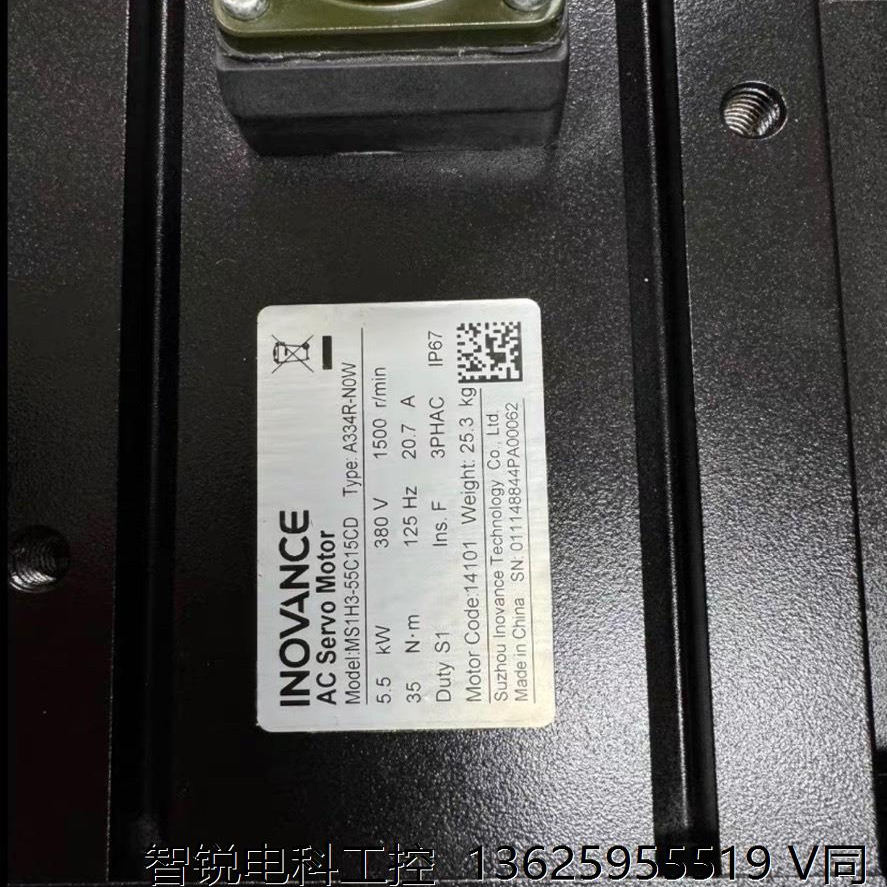 INOVANCE
AC Servo Motor
Model:MS1H3-55C15CD Type: A334R-N0W
5.5 kW 380 V 1500 r/min
35 N·m 125 Hz 20.7 A
Duty S1 Ins. F 3PHAC IP67
Motor Code:14101 Weight: 25.3 kg
Suzhou Inovance Technology Co., Ltd.
Made in China SN: 011148844PA00062
智锐电科工控 13625955519 V同